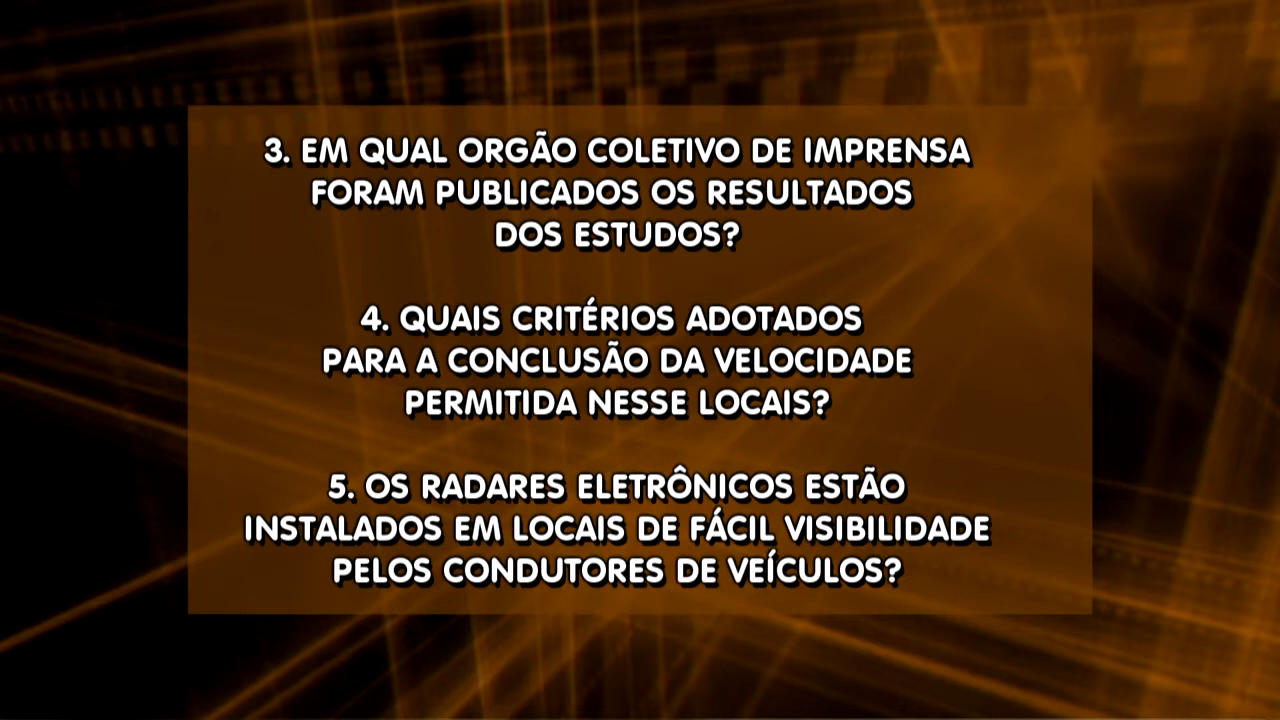 3. EM QUAL ORGÃO COLETIVO DE IMPRENSA
FORAM PUBLICADOS OS RESULTADOS
DOS ESTUDOS?
4. QUAIS CRITÉRIOS ADOTADOS
PARA A CONCLUSÃO DA VELOCIDADE
PERMITIDA NESSE LOCAIS?
5. OS RADARES ELETRÔNICOS ESTÃO
INSTALADOS EM LOCAIS DE FÁCIL VISIBILIDADE
PELOS CONDUTORES DE VEÍCULOS?